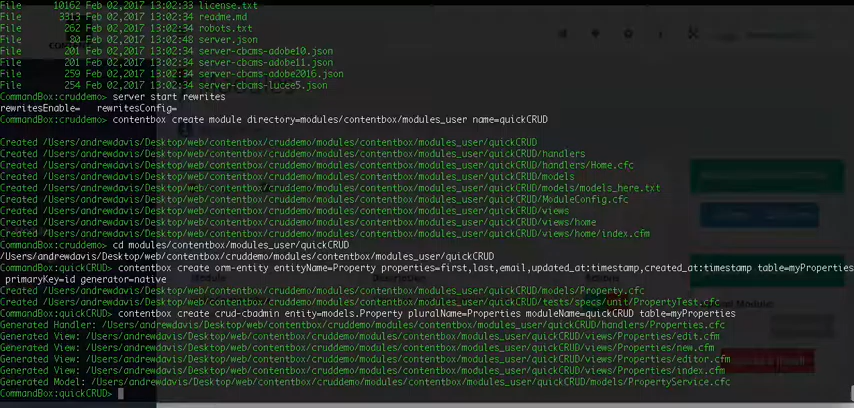 File 10162 Feb 02,2017 13:02:33 license.txt
File 3313 Feb 02,2017 13:02:34 readme.md
File 262 Feb 02,2017 13:02:34 robots.txt
File 80 Feb 02,2017 13:02:48 server.json
File 201 Feb 02,2017 13:02:34 server-cbcms-adobe10.json
File 201 Feb 02,2017 13:02:34 server-cbcms-adobe11.json
File 259 Feb 02,2017 13:02:34 server-cbcms-adobe2016.json
File 254 Feb 02,2017 13:02:34 server-cbcms-lucee5.json
CommandBox:cruddemo> server start rewrites
rewritesEnable= rewritesConfig=
CommandBox:cruddemo> contentbox create module directory=modules/contentbox/modules_user name=quickCRUD
Created /Users/andrewdavis/Desktop/web/contentbox/cruddemo/modules/contentbox/modules_user/quickCRUD
Created /Users/andrewdavis/Desktop/web/contentbox/cruddemo/modules/contentbox/modules_user/quickCRUD/handlers
Created /Users/andrewdavis/Desktop/web/contentbox/cruddemo/modules/contentbox/modules_user/quickCRUD/handlers/Home.cfc
Created /Users/andrewdavis/Desktop/web/contentbox/cruddemo/modules/contentbox/modules_user/quickCRUD/models
Created /Users/andrewdavis/Desktop/web/contentbox/cruddemo/modules/contentbox/modules_user/quickCRUD/models/models_here.txt
Created /Users/andrewdavis/Desktop/web/contentbox/cruddemo/modules/contentbox/modules_user/quickCRUD/ModuleConfig.cfc
Created /Users/andrewdavis/Desktop/web/contentbox/cruddemo/modules/contentbox/modules_user/quickCRUD/views
Created /Users/andrewdavis/Desktop/web/contentbox/cruddemo/modules/contentbox/modules_user/quickCRUD/views/home
Created /Users/andrewdavis/Desktop/web/contentbox/cruddemo/modules/contentbox/modules_user/quickCRUD/views/home/index.cfm
CommandBox:cruddemo> cd modules/contentbox/modules_user/quickCRUD
/Users/andrewdavis/Desktop/web/contentbox/cruddemo/modules/contentbox/modules_user/quickCRUD
CommandBox:quickCRUD> contentbox create orm-entity entityName=Property properties=first,last,email,updated_at:timestamp,created_at:timestamp table=myProperties
primaryKey=id generator=native
Created /Users/andrewdavis/Desktop/web/contentbox/cruddemo/modules/contentbox/modules_user/quickCRUD/models/Property.cfc
Created /Users/andrewdavis/Desktop/web/contentbox/cruddemo/modules/contentbox/modules_user/quickCRUD/tests/specs/unit/PropertyTest.cfc
CommandBox:quickCRUD> contentbox create crud-cbadmin entity=models.Property pluralName=Properties moduleName=quickCRUD table=myProperties
Generated Handler: /Users/andrewdavis/Desktop/web/contentbox/cruddemo/modules/contentbox/modules_user/quickCRUD/handlers/Properties.cfc
Generated View: /Users/andrewdavis/Desktop/web/contentbox/cruddemo/modules/contentbox/modules_user/quickCRUD/views/Properties/edit.cfm
Generated View: /Users/andrewdavis/Desktop/web/contentbox/cruddemo/modules/contentbox/modules_user/quickCRUD/views/Properties/new.cfm
Generated View: /Users/andrewdavis/Desktop/web/contentbox/cruddemo/modules/contentbox/modules_user/quickCRUD/views/Properties/editor.cfm
Generated View: /Users/andrewdavis/Desktop/web/contentbox/cruddemo/modules/contentbox/modules_user/quickCRUD/views/Properties/index.cfm
Generated Model: /Users/andrewdavis/Desktop/web/contentbox/cruddemo/modules/contentbox/modules_user/quickCRUD/models/PropertyService.cfc
CommandBox:quickCRUD>